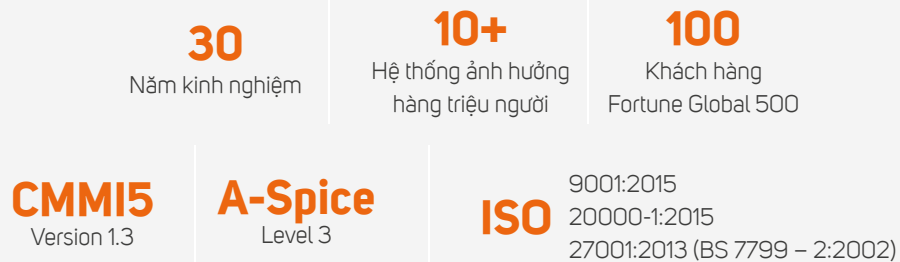 30
Năm kinh nghiệm
10+
Hệ thống ảnh hưởng
hàng triệu người
100
Khách hàng
Fortune Global 500
CMMI5
Version 1.3
A-Spice
Level 3
ISO
9001:2015
20000-1:2015
27001:2013 (BS 7799 – 2:2002)